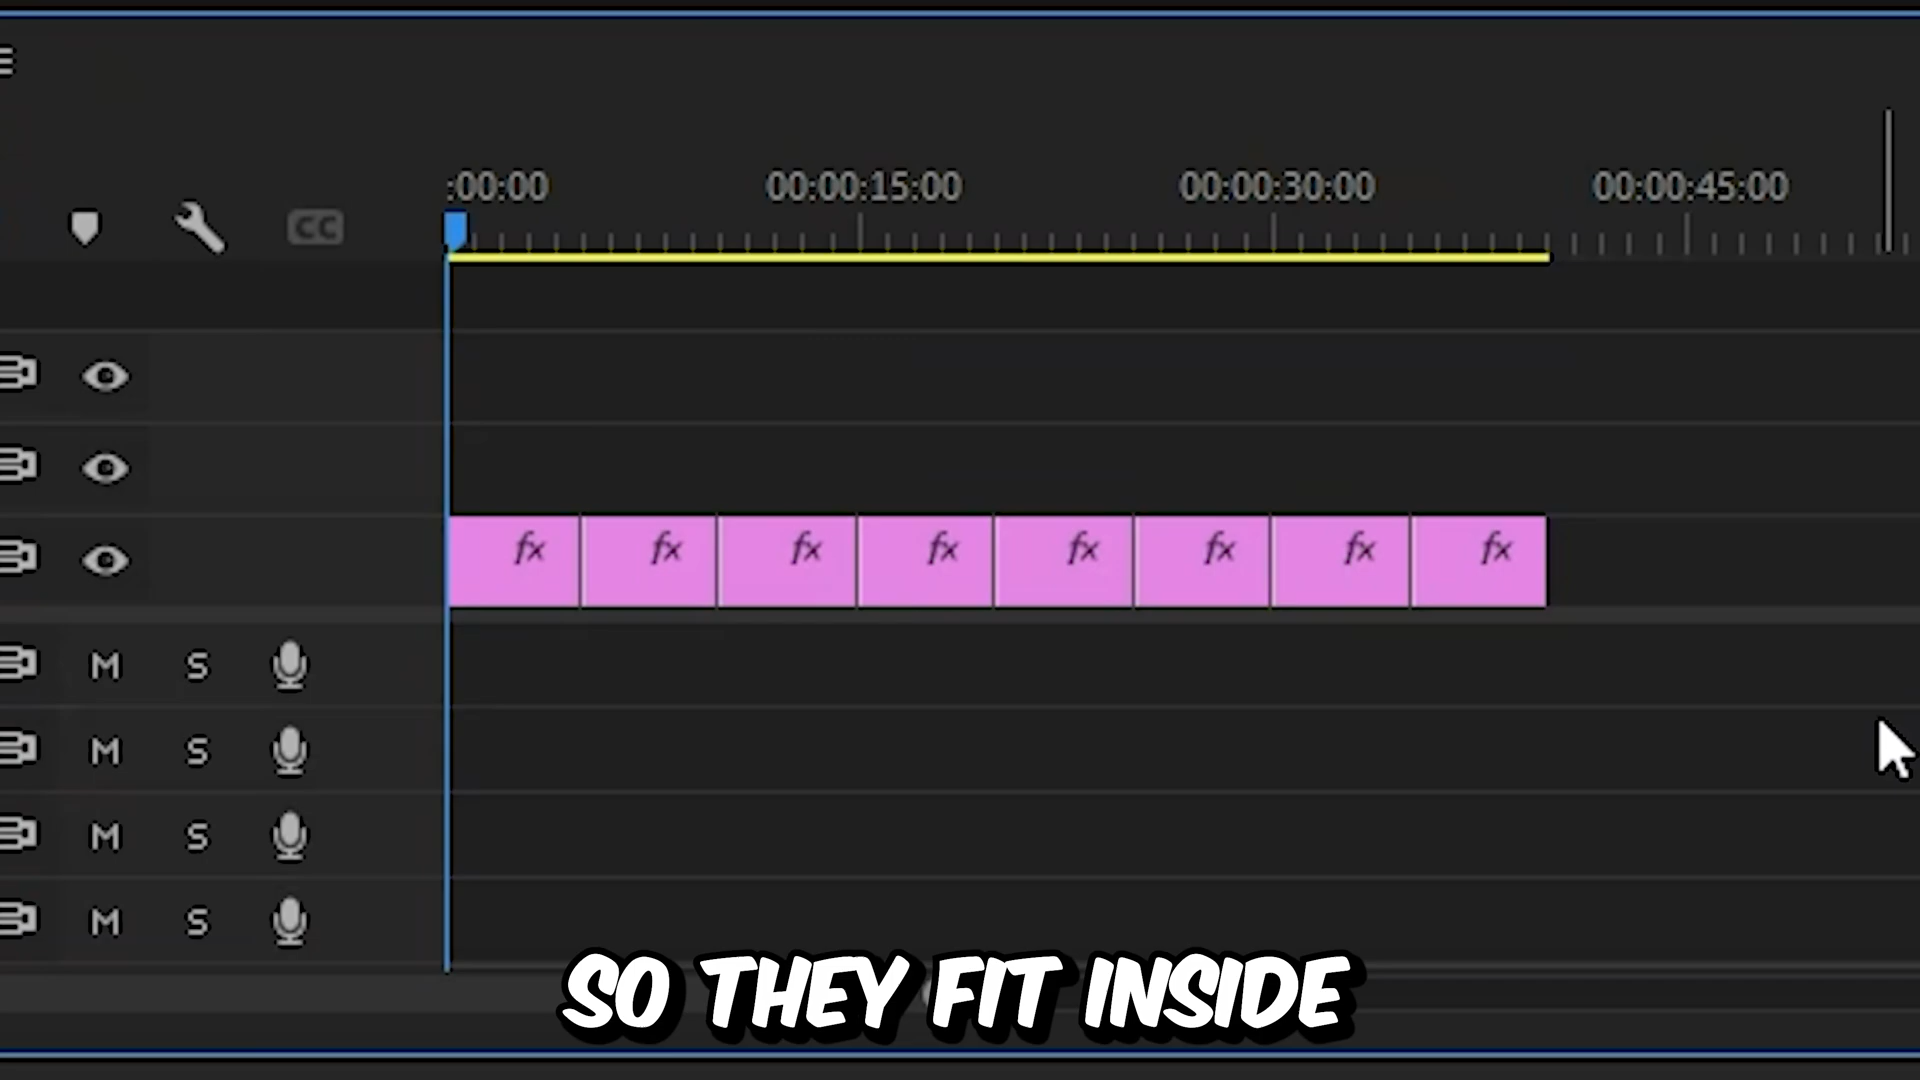 :00:00 00:00:15:00 00:00:30:00 00:00:45:00
CC
fx fx fx fx fx fx fx fx
M S
M S
M S
M S
SO THEY FIT INSIDE